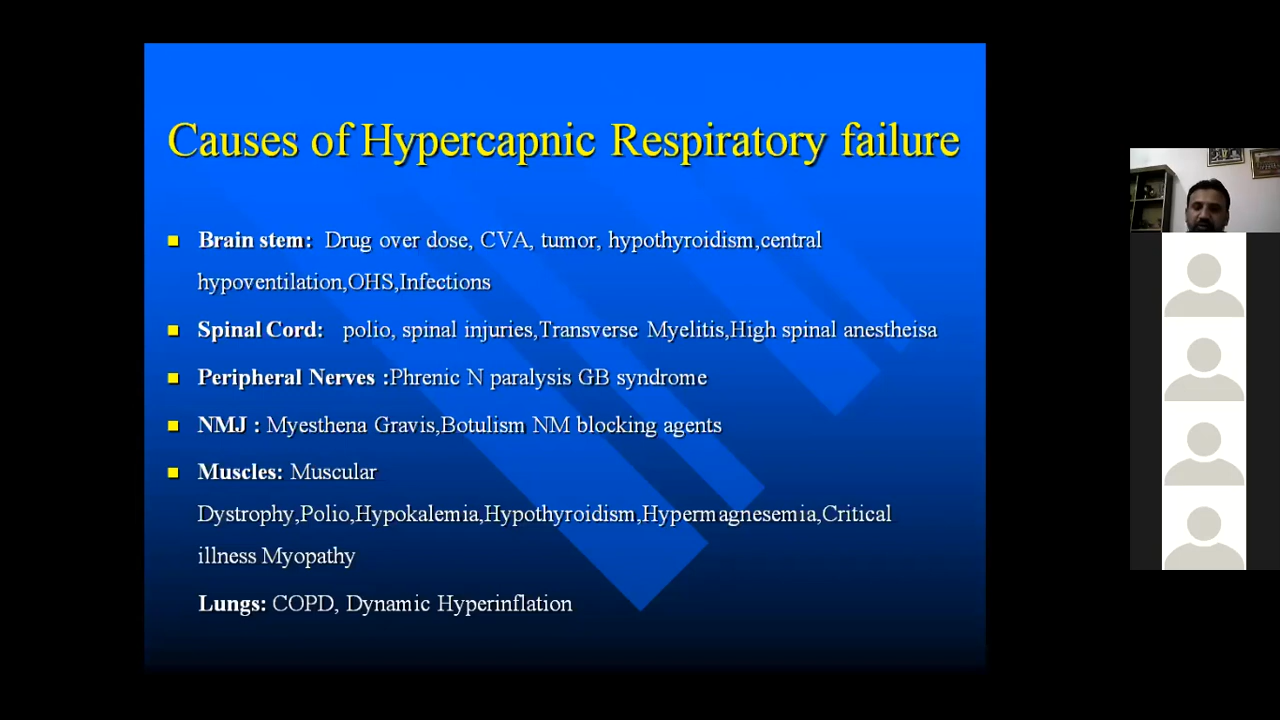 Causes of Hypercapnic Respiratory failure
Brain stem: Drug over dose, CVA, tumor, hypothyroidism,central
hypoventilation,OHS,Infections
Spinal Cord: polio, spinal injuries,Transverse Myelitis,High spinal anestheisa
Peripheral Nerves :Phrenic N paralysis GB syndrome
NMJ : Myesthena Gravis,Botulism NM blocking agents
Muscles: Muscular
Dystrophy,Polio,Hypokalemia,Hypothyroidism,Hypermagnesemia,Critical
illness Myopathy
Lungs: COPD, Dynamic Hyperinflation